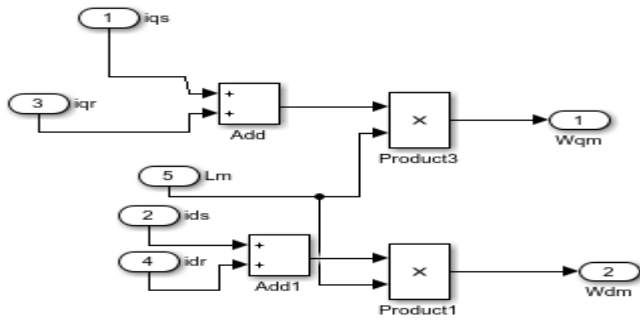 1 iqs
3 iqr
+
+
Add
×
Product3
1
Wqm
5 Lm
2 ids
4 idr
+
+
Add1
×
Product1
2
Wdm